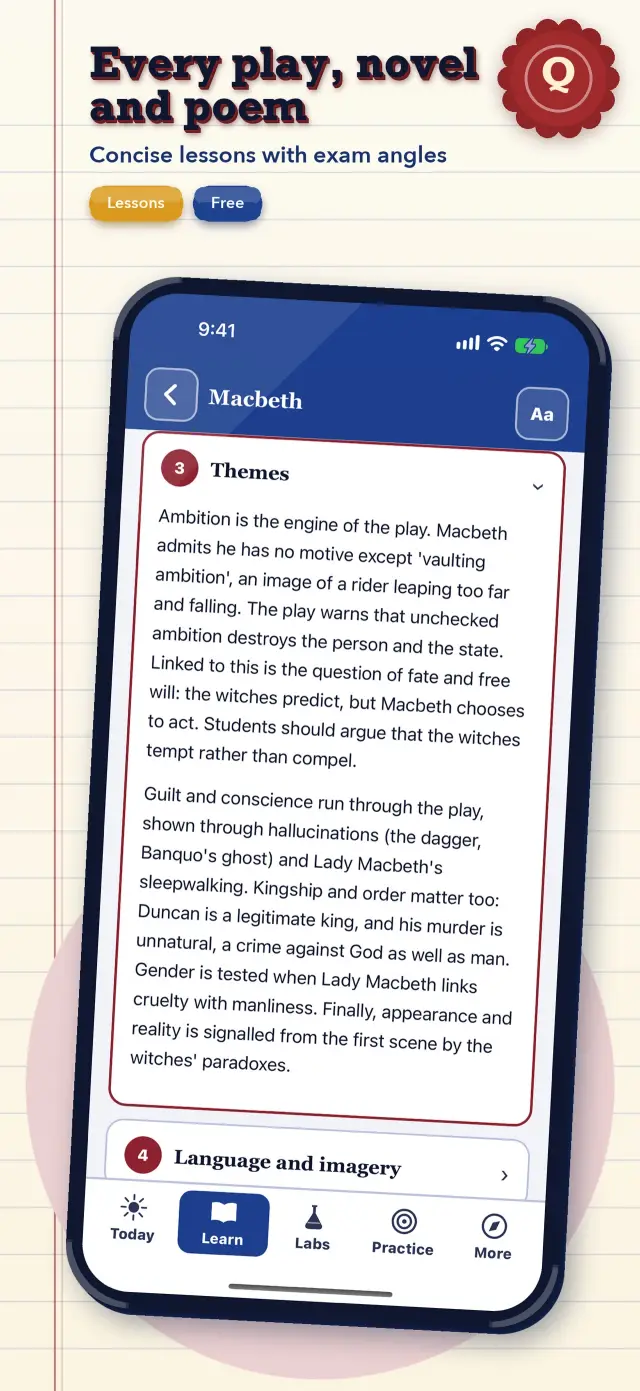 Every play, novel
and poem
Q
Concise lessons with exam angles
Lessons
Free
9:41
Macbeth
Aa
3
Themes
Ambition is the engine of the play. Macbeth
admits he has no motive except 'vaulting
ambition', an image of a rider leaping too far
and falling. The play warns that unchecked
ambition destroys the person and the state.
Linked to this is the question of fate and free
will: the witches predict, but Macbeth chooses
to act. Students should argue that the witches
tempt rather than compel.
Guilt and conscience run through the play,
shown through hallucinations (the dagger,
Banquo's ghost) and Lady Macbeth's
sleepwalking. Kingship and order matter too:
Duncan is a legitimate king, and his murder is
unnatural, a crime against God as well as man.
Gender is tested when Lady Macbeth links
cruelty with manliness. Finally, appearance and
reality is signalled from the first scene by the
witches' paradoxes.
4
Language and imagery
Today
Learn
Labs
Practice
More